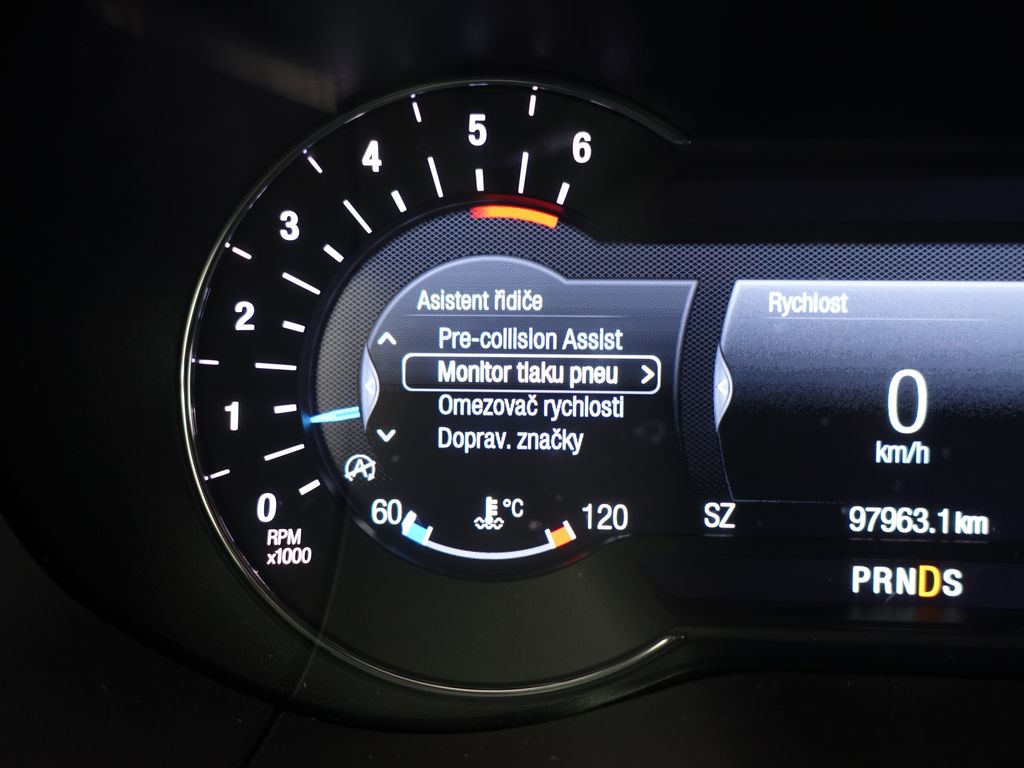 6
5
4
3
2
1
0
RPM
x1000
Asistent řidiče
Pre-collision Assist
Monitor tlaku pneu
Omezovač rychlosti
Doprav. značky
60 °C 120
Rychlost
0
km/h
SZ 97963.1 km
PRNDS